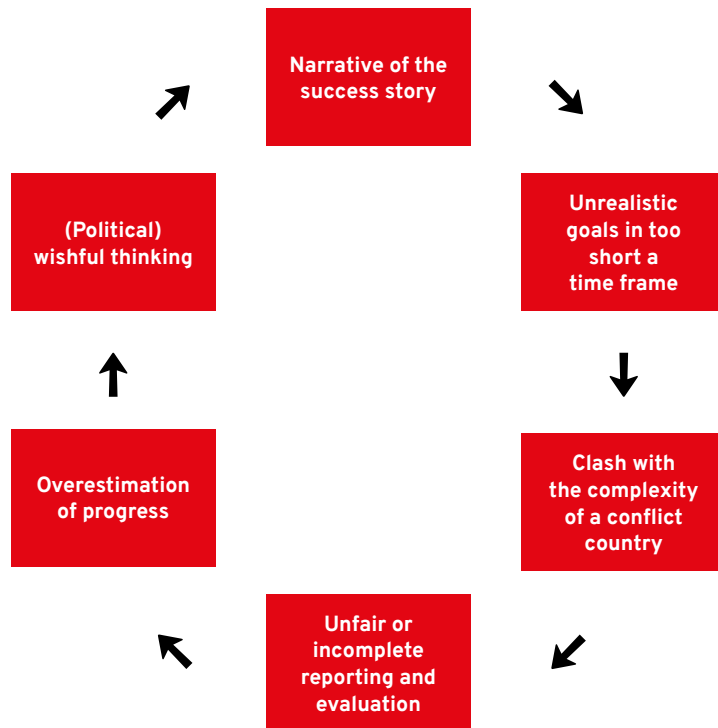 Narrative of the
success story
Unrealistic
goals in too
short a
time frame
Clash with
the complexity
of a conflict
country
Unfair or
incomplete
reporting and
evaluation
Overestimation
of progress
(Political)
wishful thinking